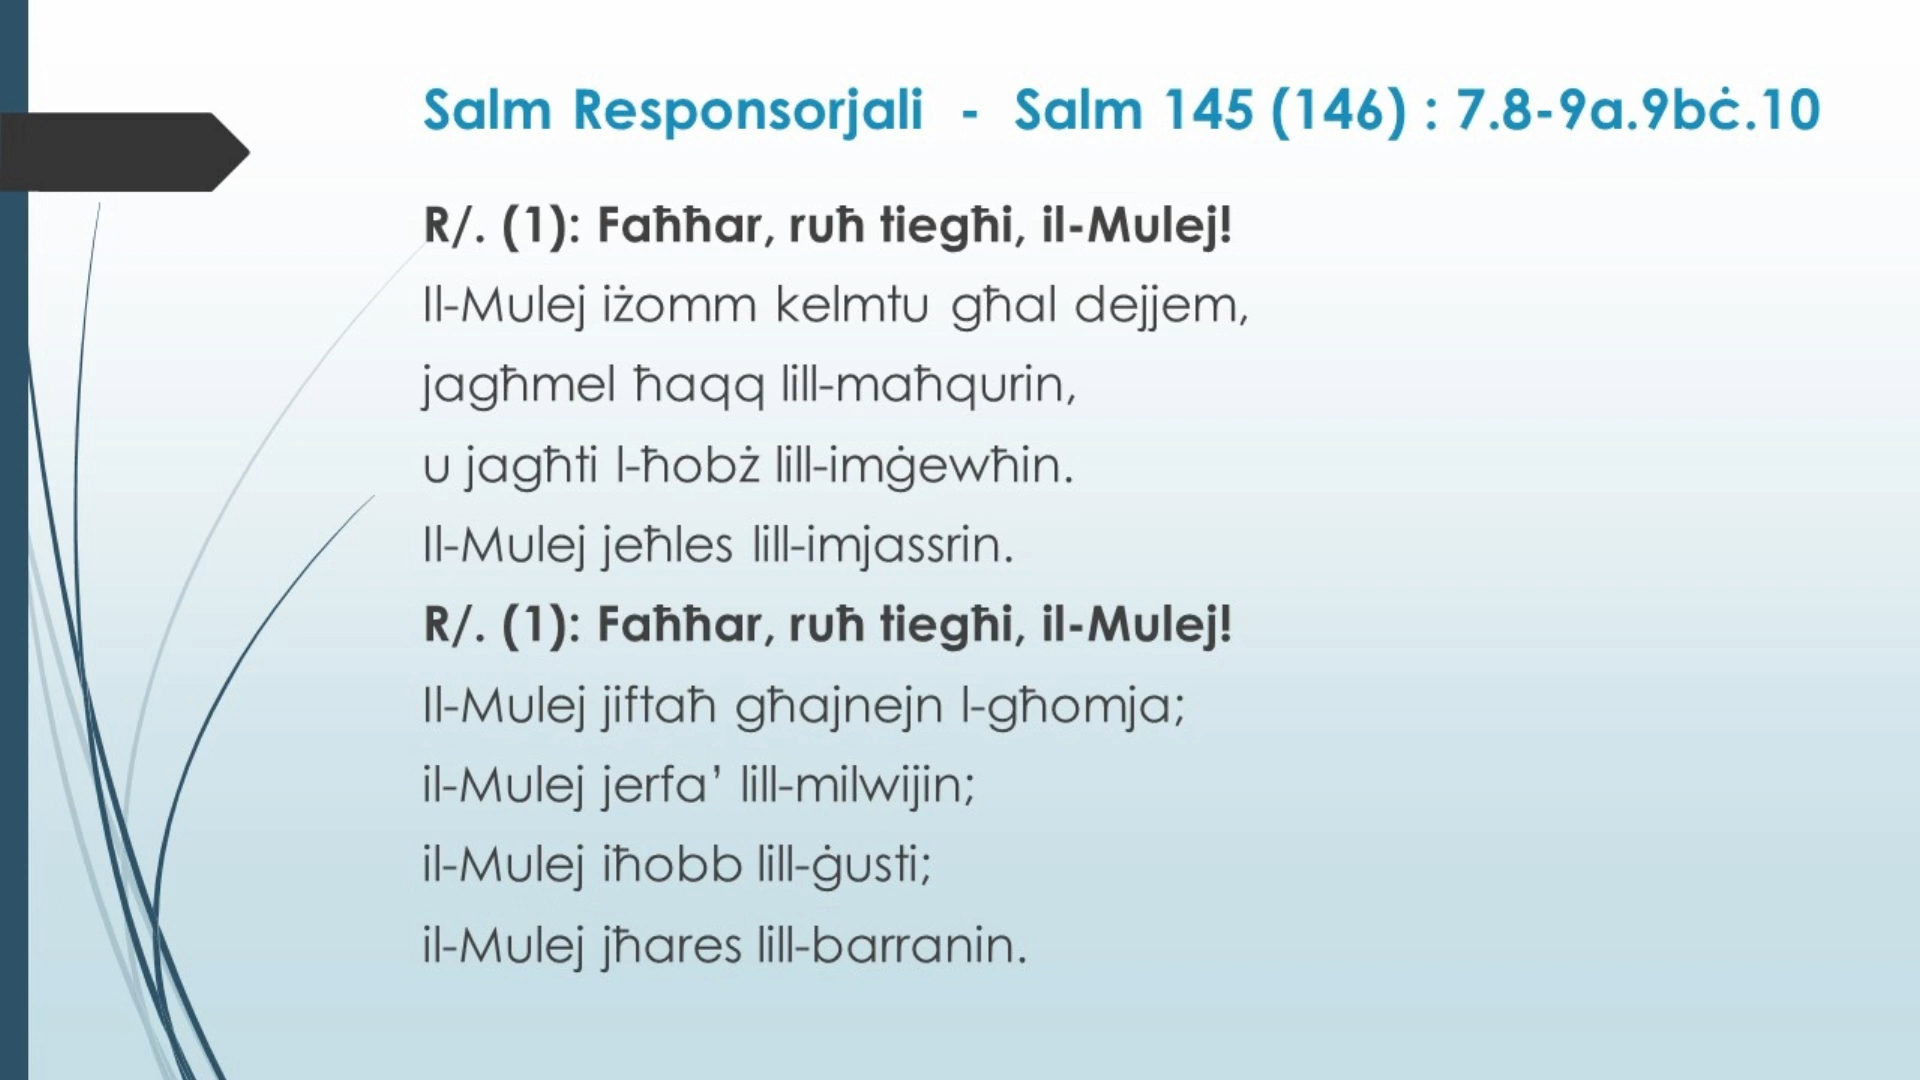 Salm Responsorjali - Salm 145 (146) : 7.8-9a.9bċ.10
R/. (1): Faħħar, ruħ tiegħi, il-Mulej!
Il-Mulej iżomm kelmtu għal dejjem,
jagħmel ħaqq lill-maħqurin,
u jagħti l-ħobż lill-imġewħin.
Il-Mulej jeħles lill-imjassrin.
R/. (1): Faħħar, ruħ tiegħi, il-Mulej!
Il-Mulej jiftaħ għajnejn l-għomja;
il-Mulej jerfa’ lill-milwijin;
il-Mulej iħobb lill-ġusti;
il-Mulej jħares lill-barranin.